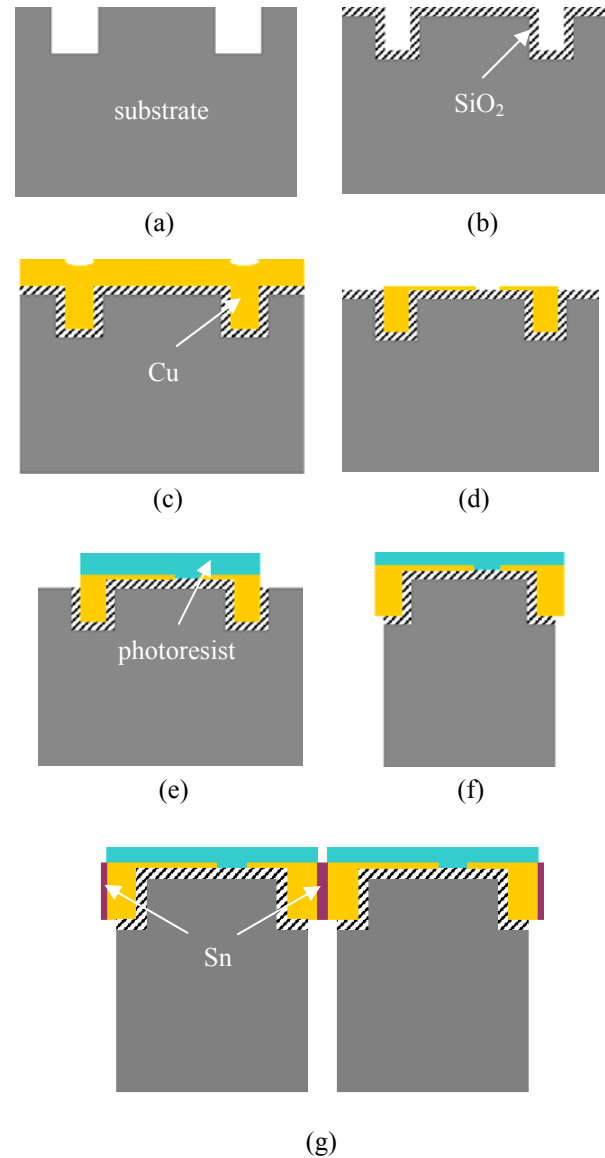 substrate
SiO₂
(a)
(b)
Cu
(c)
(d)
photoresist
(e)
(f)
Sn
(g)